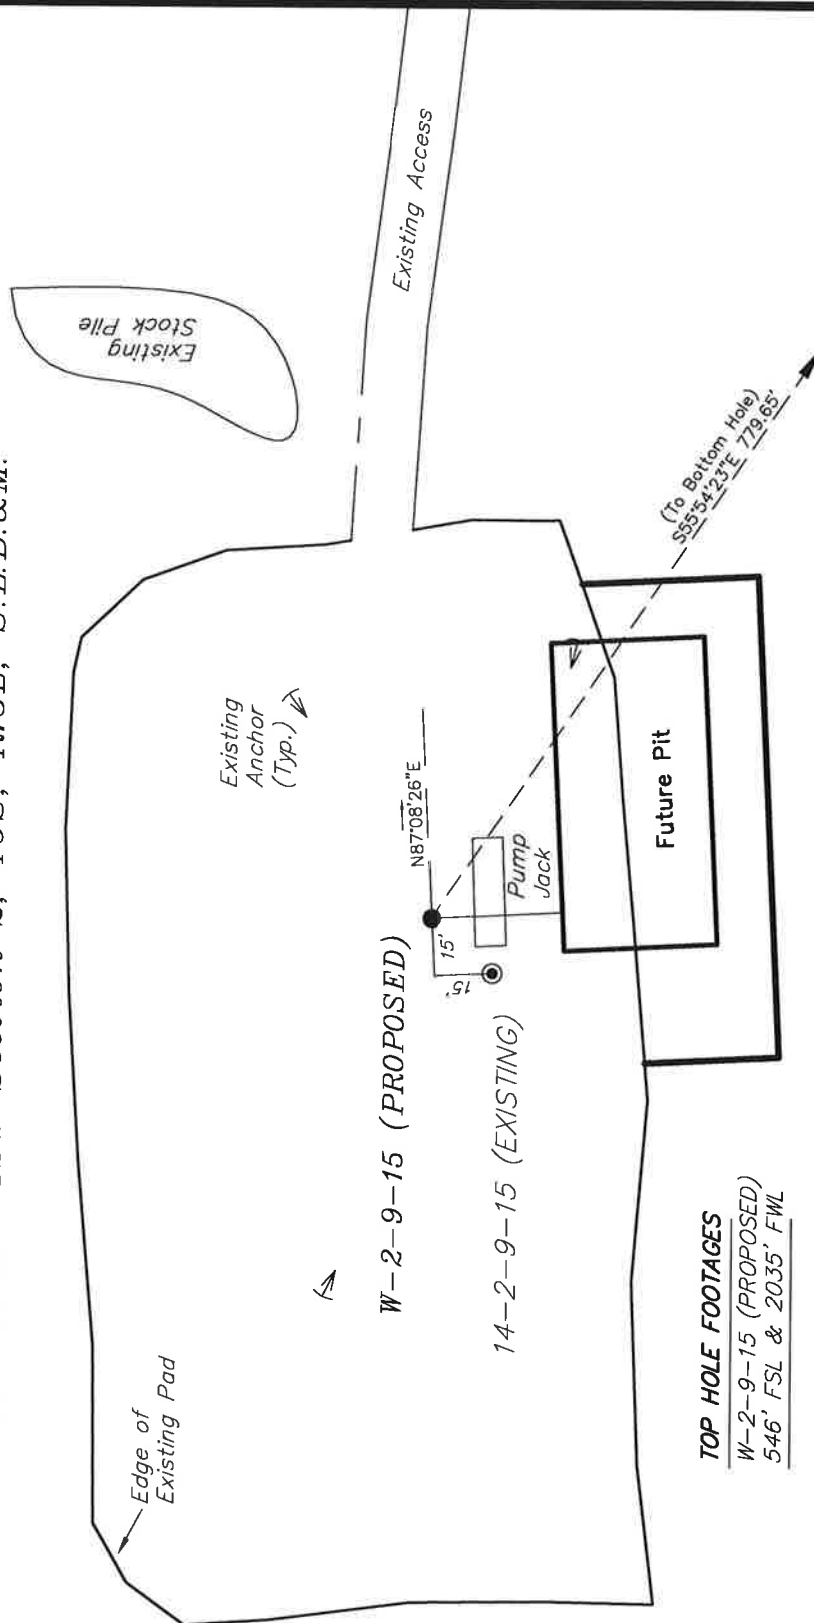 Existing
Stock Pile
Existing Access
Existing
Anchor
(Typ.)
N87°08'26"E
(To Bottom Hole)
S55°54'23"E 779.65'
W-2-9-15 (PROPOSED)
15'
15'
Pump
Jack
Future Pit
14-2-9-15 (EXISTING)
Edge of
Existing Pad
TOP HOLE FOOTAGES
W-2-9-15 (PROPOSED)
546' FSL & 2035' FWL